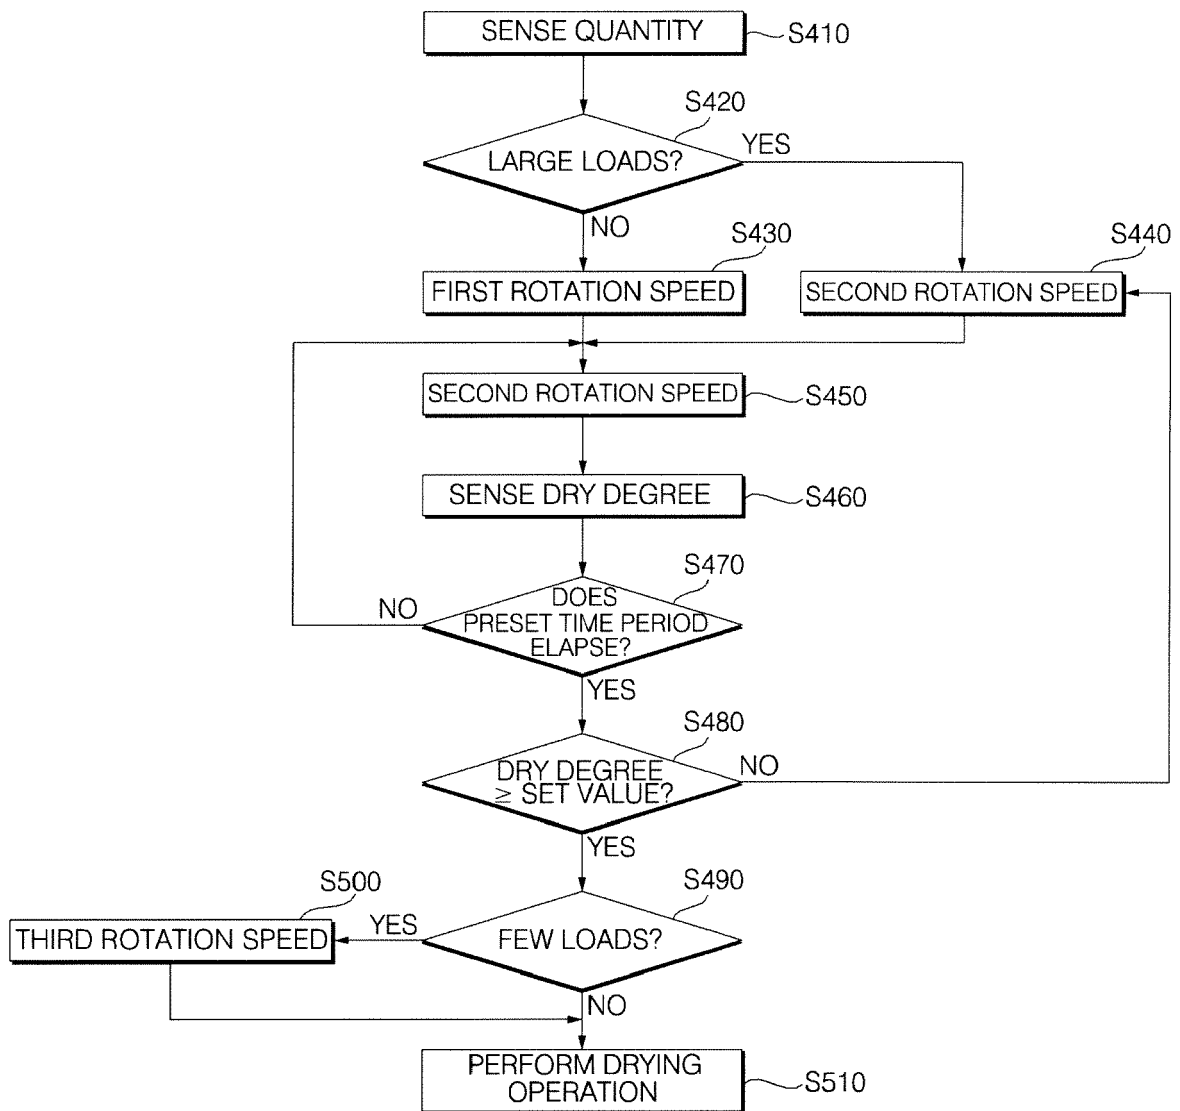 SENSE QUANTITY
S410
S420
LARGE LOADS?
YES
NO
S430
FIRST ROTATION SPEED
S440
SECOND ROTATION SPEED
SECOND ROTATION SPEED
S450
SENSE DRY DEGREE
S460
S470
DOES
PRESET TIME PERIOD
ELAPSE?
NO
YES
S480
DRY DEGREE
≥ SET VALUE?
NO
YES
S490
FEW LOADS?
YES
S500
THIRD ROTATION SPEED
NO
PERFORM DRYING
OPERATION
S510